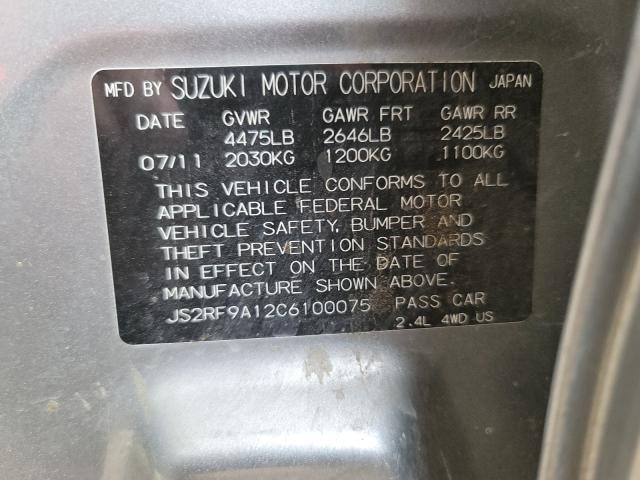 MFD BY SUZUKI MOTOR CORPORATION JAPAN
DATE GVWR GAWR FRT GAWR RR
4475LB 2646LB 2425LB
07/11 2030KG 1200KG 1100KG
THIS VEHICLE CONFORMS TO ALL
APPLICABLE FEDERAL MOTOR
VEHICLE SAFETY, BUMPER AND
THEFT PREVENTION STANDARDS
IN EFFECT ON THE DATE OF
MANUFACTURE SHOWN ABOVE.
JS2RF9A12C6100075 PASS CAR
2.4L 4WD US